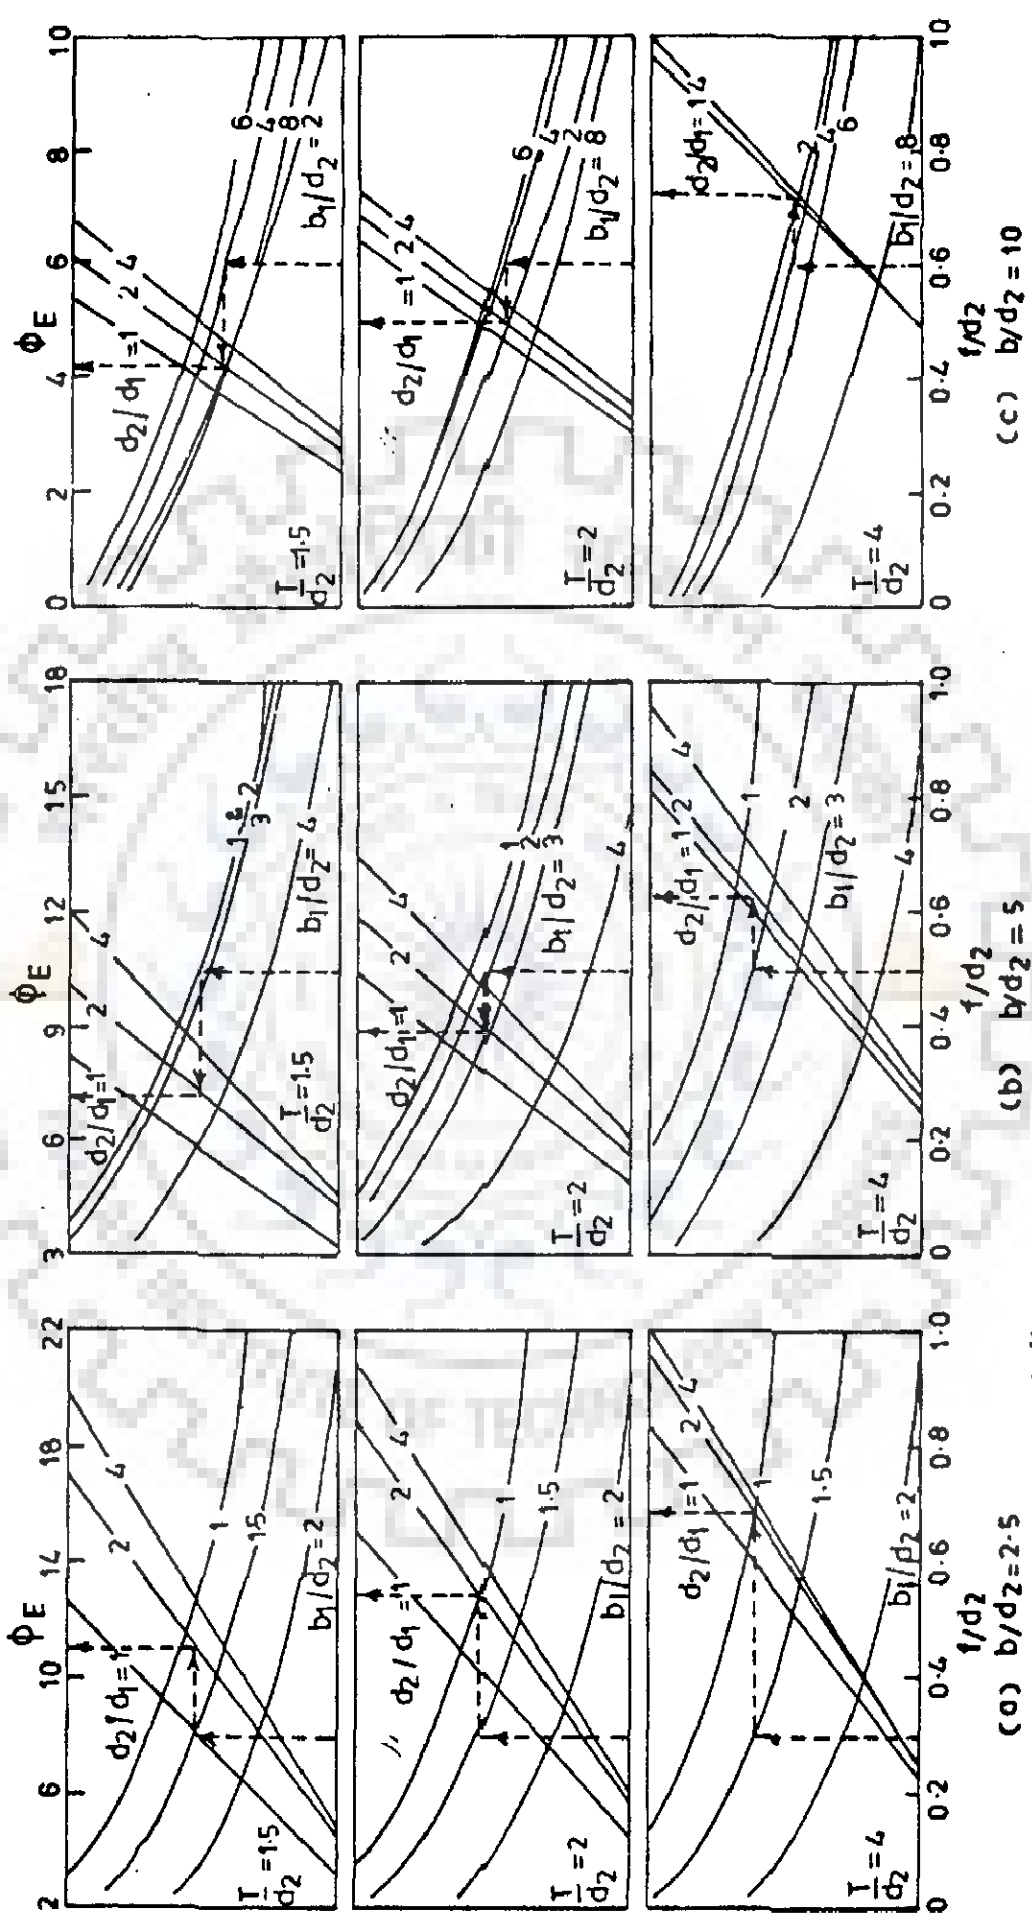 ΦE ΦE ΦE
2 6 10 14 18 22 3 6 9 12 15 18 0 2 4 6 8 10
d2/d1=1 2 4
1
1.5
b1/d2=2
T/d2=1.5
d2/d1=1 2 4
1 & 3 2
b1/d2=4
T/d2=1.5
d2/d1=1 2 4
6
4
8
b1/d2=2
T/d2=1.5
d2/d1=1 2 4
1
1.5
b1/d2=2
T/d2=2
d2/d1=1 2 4
1
2
b1/d2=3
4
T/d2=2
d2/d1=1 2 4
6
4
2
b1/d2=8
T/d2=2
d2/d1=1 2 4
1
1.5
b1/d2=2
T/d2=4
d2/d1=1 2 4
1
2
b1/d2=3
4
T/d2=4
d2/d1=1 4
2
4
6
b1/d2=8
T/d2=4
0 0.2 0.4 0.6 0.8 1.0 0 0.2 0.4 0.6 0.8 1.0 0 0.2 0.4 0.6 0.8 10
f/d2 f/d2 f/d2
(a) b/d2=2.5 (b) b/d2=5 (c) b/d2=10